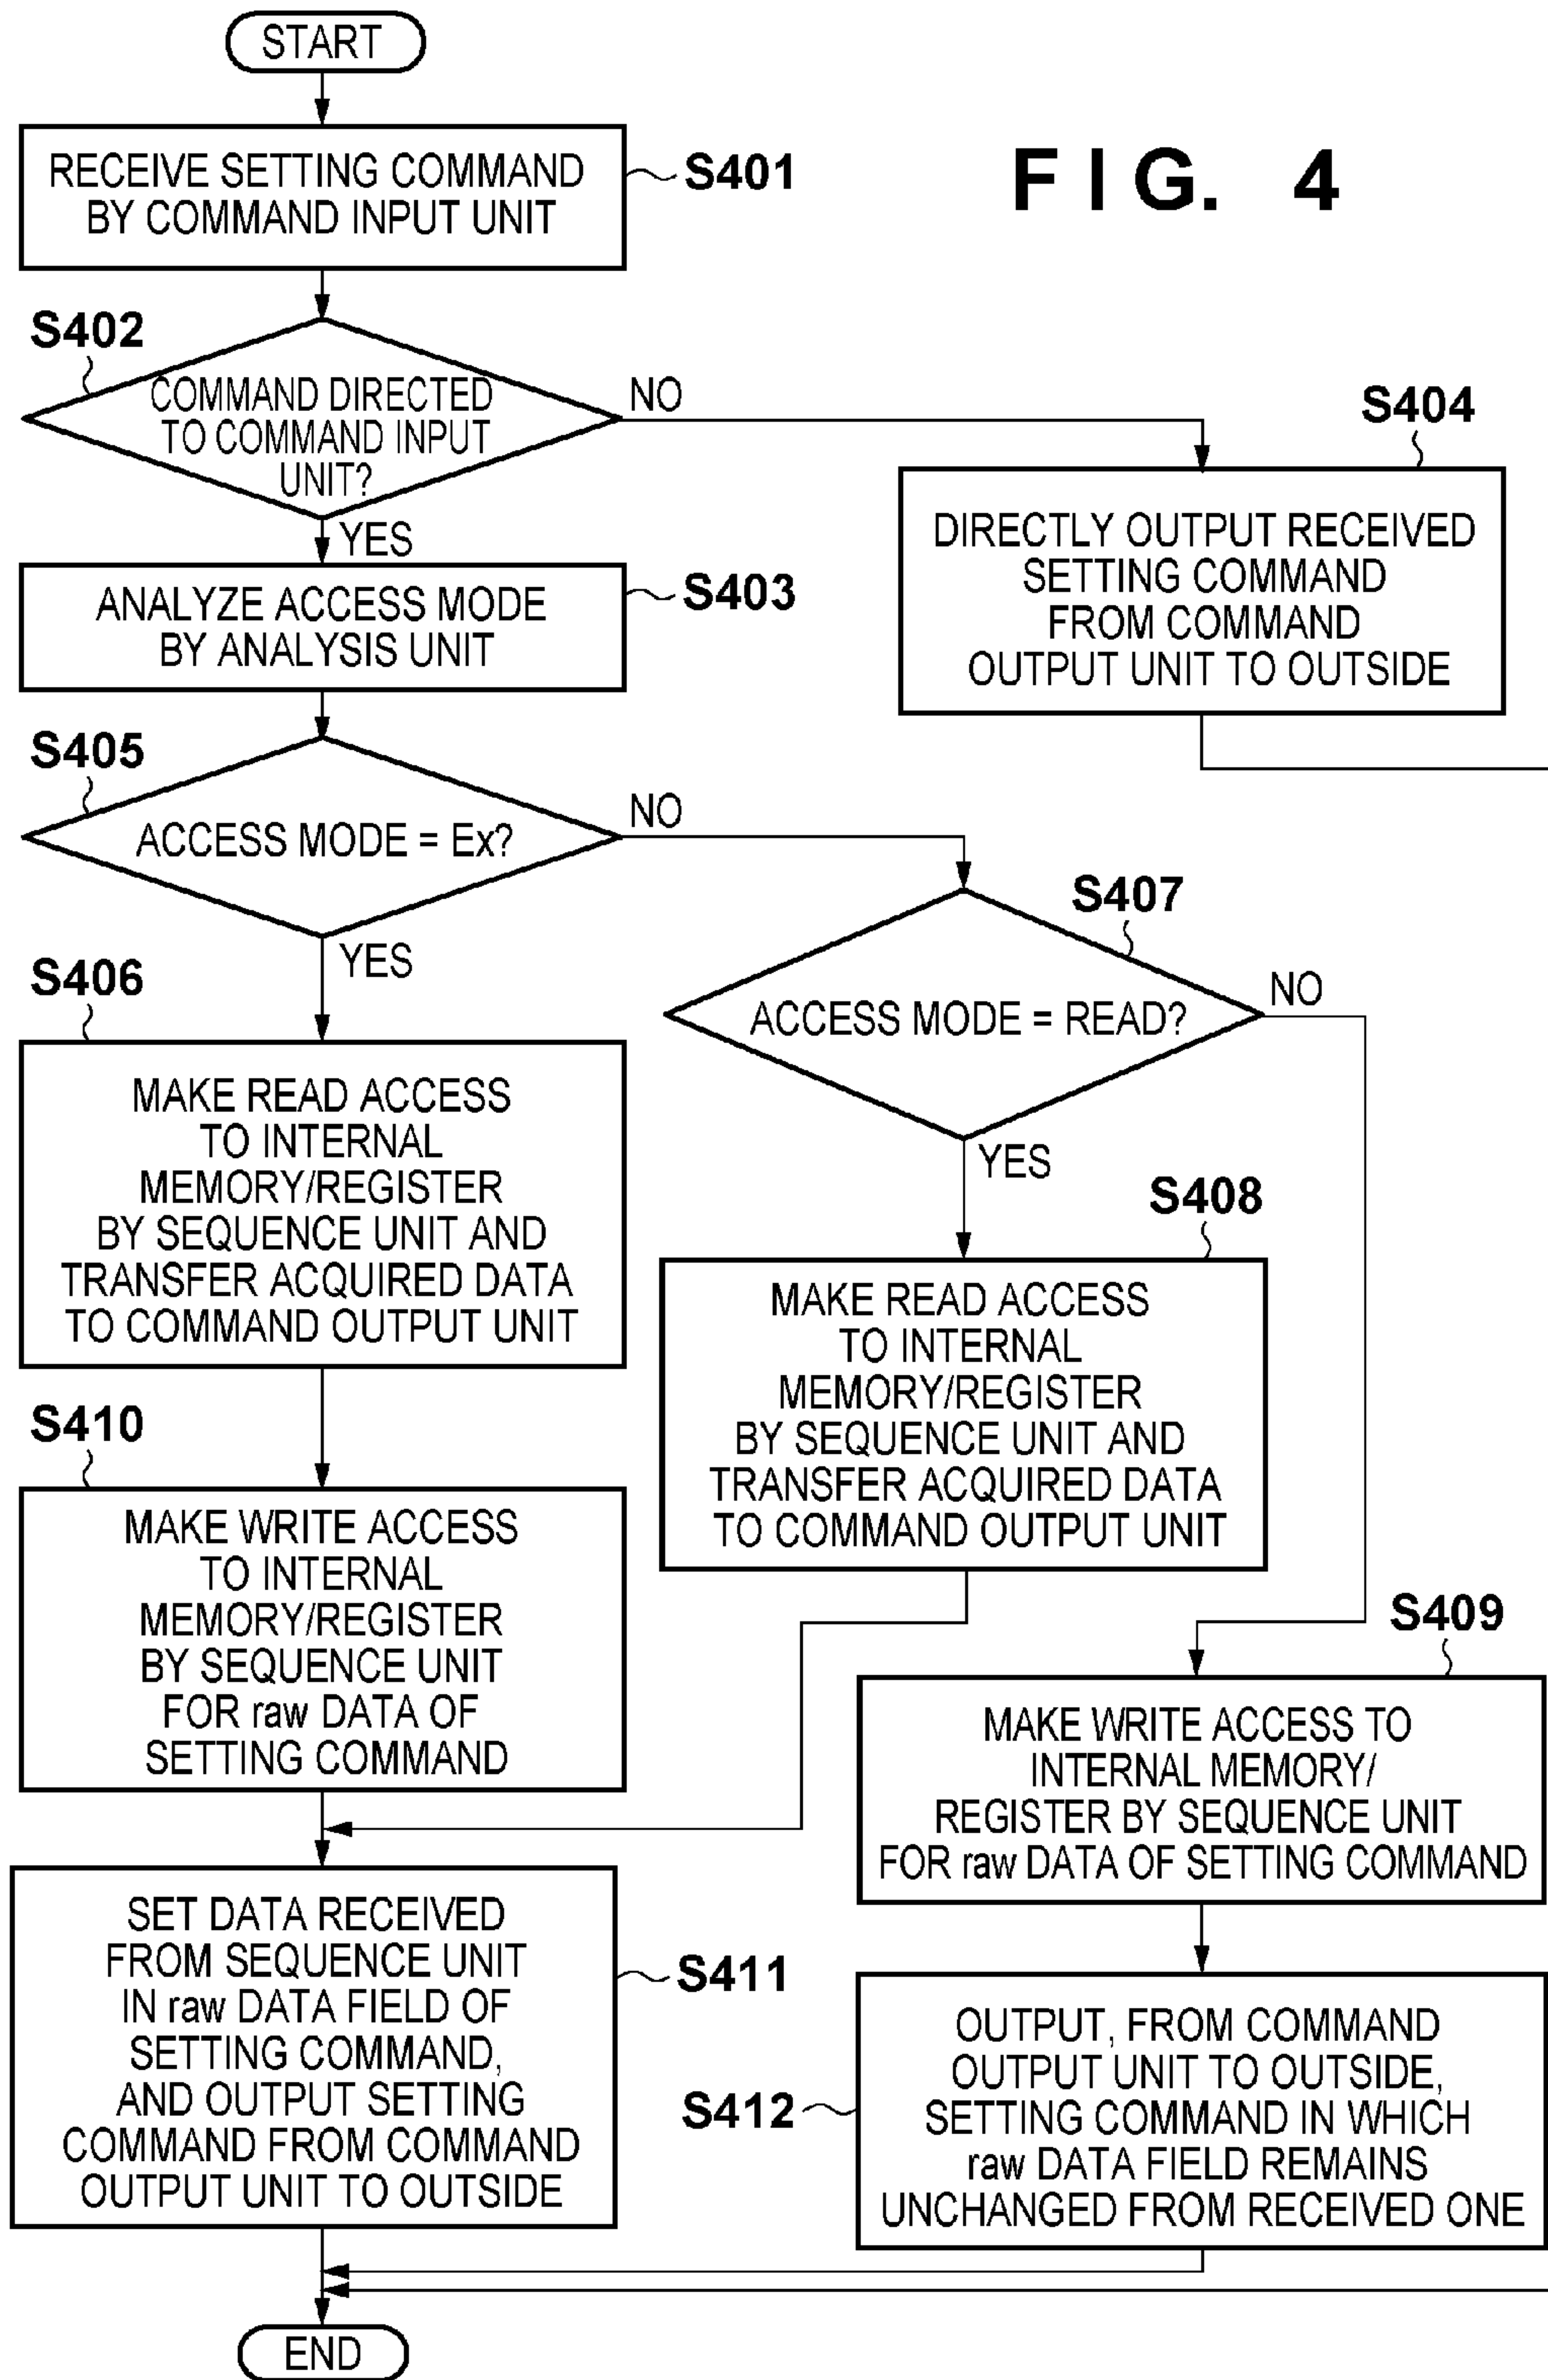 START
FIG. 4
RECEIVE SETTING COMMAND
BY COMMAND INPUT UNIT
S401
S402
COMMAND DIRECTED
TO COMMAND INPUT
UNIT?
NO
YES
S404
DIRECTLY OUTPUT RECEIVED
SETTING COMMAND
FROM COMMAND
OUTPUT UNIT TO OUTSIDE
ANALYZE ACCESS MODE
BY ANALYSIS UNIT
S403
S405
ACCESS MODE = Ex?
NO
YES
S407
ACCESS MODE = READ?
NO
YES
S406
MAKE READ ACCESS
TO INTERNAL
MEMORY/REGISTER
BY SEQUENCE UNIT AND
TRANSFER ACQUIRED DATA
TO COMMAND OUTPUT UNIT
S408
MAKE READ ACCESS
TO INTERNAL
MEMORY/REGISTER
BY SEQUENCE UNIT AND
TRANSFER ACQUIRED DATA
TO COMMAND OUTPUT UNIT
S410
MAKE WRITE ACCESS
TO INTERNAL
MEMORY/REGISTER
BY SEQUENCE UNIT
FOR raw DATA OF
SETTING COMMAND
S409
MAKE WRITE ACCESS TO
INTERNAL MEMORY/
REGISTER BY SEQUENCE UNIT
FOR raw DATA OF SETTING COMMAND
SET DATA RECEIVED
FROM SEQUENCE UNIT
IN raw DATA FIELD OF
SETTING COMMAND,
AND OUTPUT SETTING
COMMAND FROM COMMAND
OUTPUT UNIT TO OUTSIDE
S411
S412
OUTPUT, FROM COMMAND
OUTPUT UNIT TO OUTSIDE,
SETTING COMMAND IN WHICH
raw DATA FIELD REMAINS
UNCHANGED FROM RECEIVED ONE
END